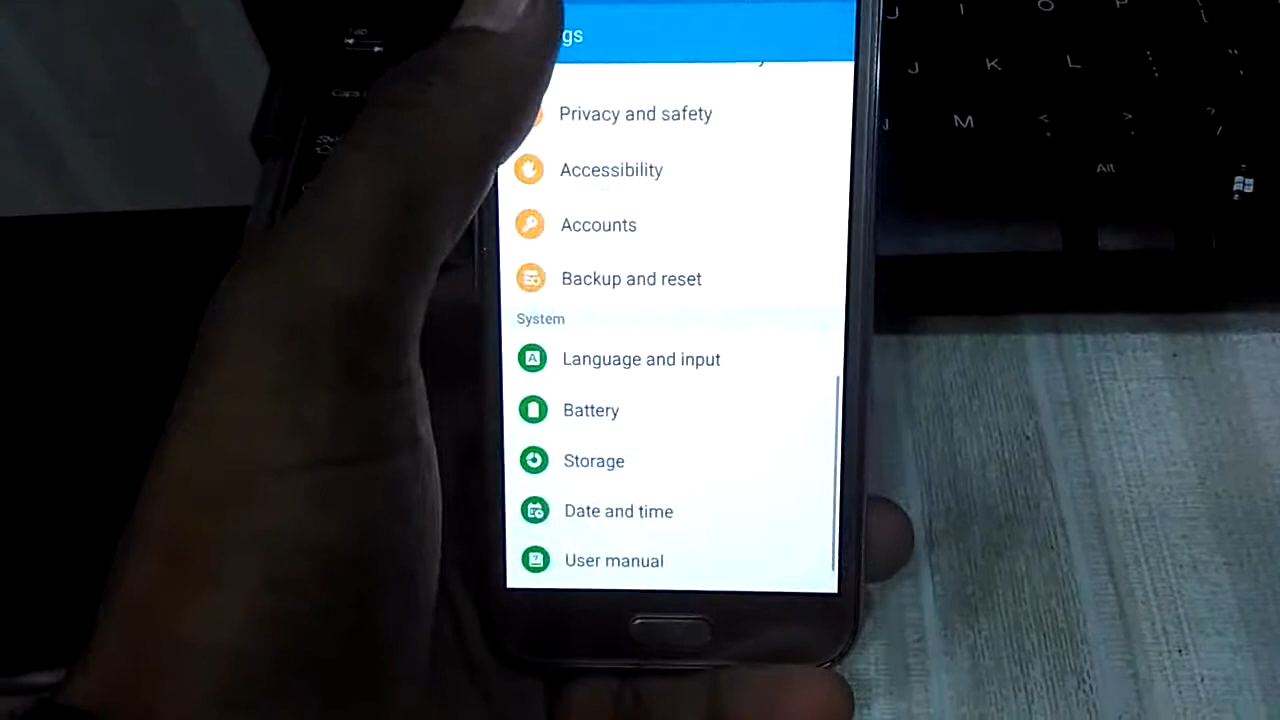 gs
Privacy and safety
Accessibility
Accounts
Backup and reset
System
Language and input
Battery
Storage
Date and time
User manual
J
K
L
M
Alt